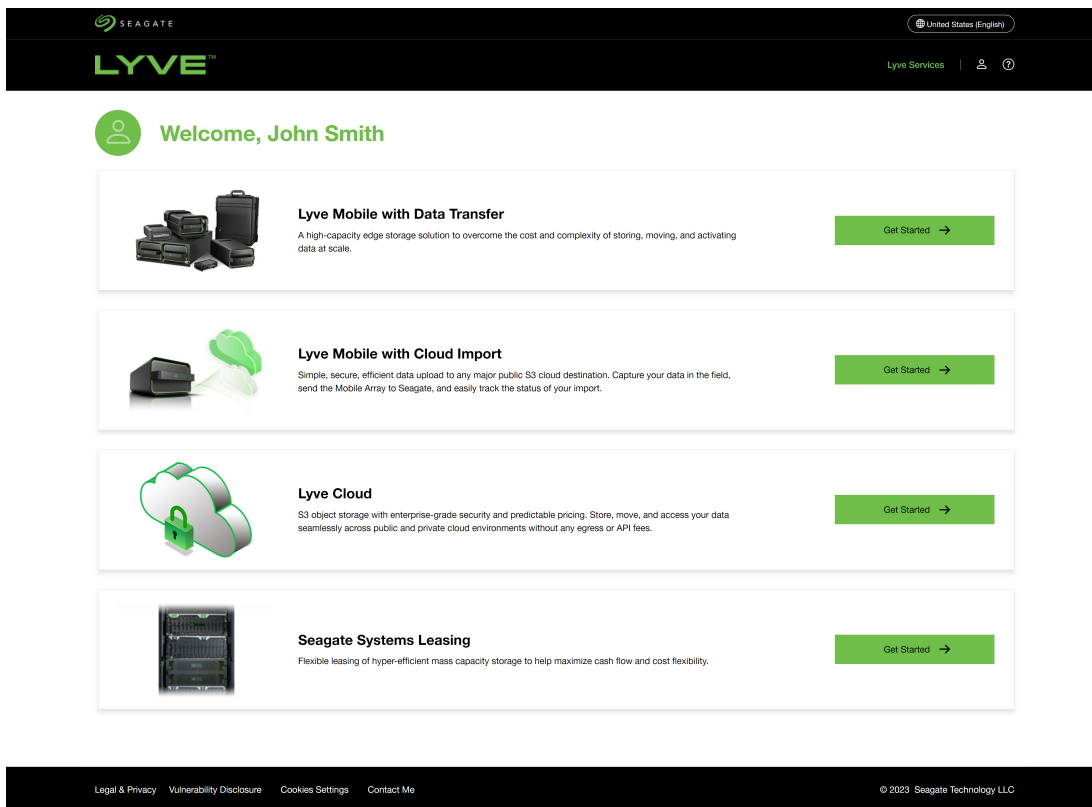 SEAGATE
United States (English)
LYVE™
Lyve Services
Welcome, John Smith
Lyve Mobile with Data Transfer
A high-capacity edge storage solution to overcome the cost and complexity of storing, moving, and activating
data at scale.
Get Started
Lyve Mobile with Cloud Import
Simple, secure, efficient data upload to any major public S3 cloud destination. Capture your data in the field,
send the Mobile Array to Seagate, and easily track the status of your import.
Get Started
Lyve Cloud
S3 object storage with enterprise-grade security and predictable pricing. Store, move, and access your data
seamlessly across public and private cloud environments without any egress or API fees.
Get Started
Seagate Systems Leasing
Flexible leasing of hyper-efficient mass capacity storage to help maximize cash flow and cost flexibility.
Get Started
Legal & Privacy Vulnerability Disclosure Cookies Settings Contact Me
© 2023 Seagate Technology LLC